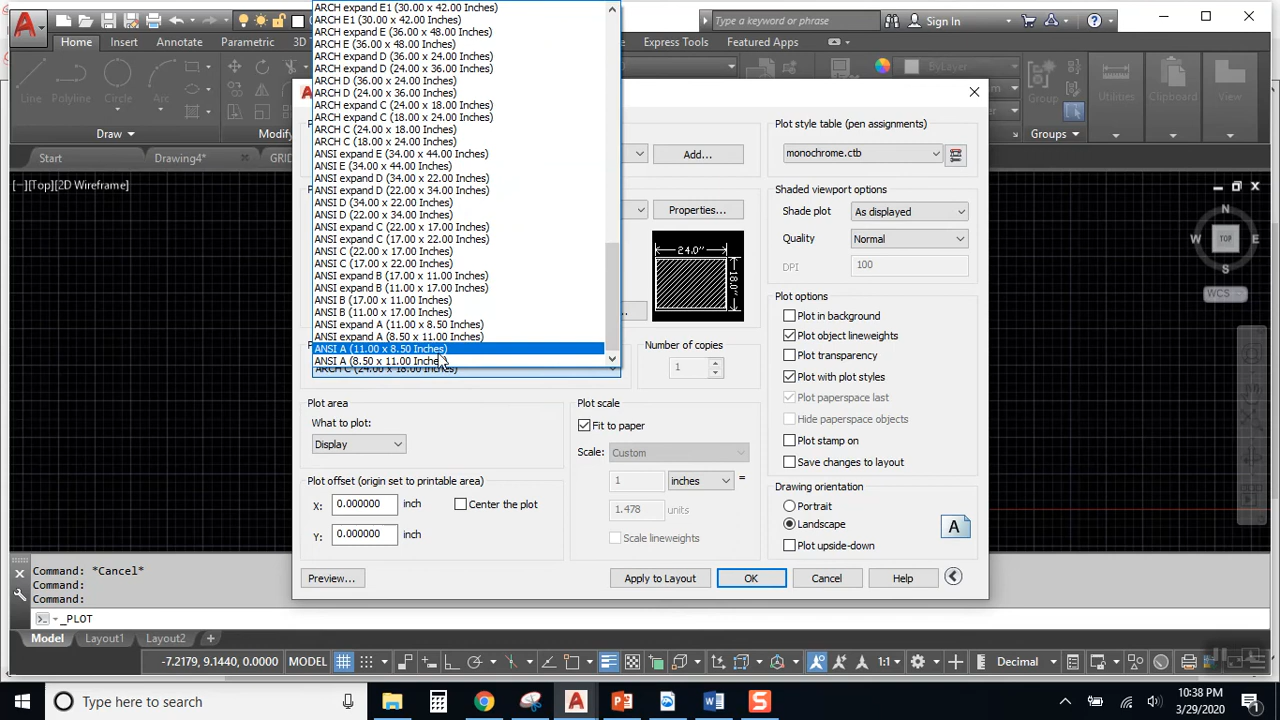 ARCH expand E1 (30.00 x 42.00 Inches)
ARCH E1 (30.00 x 42.00 Inches)
ARCH expand E (36.00 x 48.00 Inches)
ARCH E (36.00 x 48.00 Inches)
ARCH expand D (36.00 x 24.00 Inches)
ARCH expand D (24.00 x 36.00 Inches)
ARCH D (36.00 x 24.00 Inches)
ARCH D (24.00 x 36.00 Inches)
ARCH expand C (24.00 x 18.00 Inches)
ARCH expand C (18.00 x 24.00 Inches)
ARCH C (24.00 x 18.00 Inches)
ARCH C (18.00 x 24.00 Inches)
ANSI expand E (34.00 x 44.00 Inches)
ANSI E (34.00 x 44.00 Inches)
ANSI expand D (34.00 x 22.00 Inches)
ANSI expand D (22.00 x 34.00 Inches)
ANSI D (34.00 x 22.00 Inches)
ANSI D (22.00 x 34.00 Inches)
ANSI expand C (22.00 x 17.00 Inches)
ANSI expand C (17.00 x 22.00 Inches)
ANSI C (22.00 x 17.00 Inches)
ANSI C (17.00 x 22.00 Inches)
ANSI expand B (17.00 x 11.00 Inches)
ANSI expand B (11.00 x 17.00 Inches)
ANSI B (17.00 x 11.00 Inches)
ANSI B (11.00 x 17.00 Inches)
ANSI expand A (11.00 x 8.50 Inches)
ANSI expand A (8.50 x 11.00 Inches)
ANSI A (11.00 x 8.50 Inches)
ANSI A (8.50 x 11.00 Inches)
ARCH C (24.00 x 18.00 Inches)
Type a keyword or phrase
Sign In
Home Insert Annotate Parametric Express Tools Featured Apps
Line Polyline Circle Arc
Draw
ByLayer
Group
Groups
Utilities
Clipboard
View
Start Drawing4*
[−][Top][2D Wireframe]
N
W TOP E
S
WCS
Add...
Properties...
24.0''
18.0''
Number of copies
1
Plot area
What to plot:
Display
Plot offset (origin set to printable area)
X: 0.000000 inch
Center the plot
Y: 0.000000 inch
Plot scale
Fit to paper
Scale: Custom
1 inches =
1.478 units
Scale lineweights
Plot style table (pen assignments)
monochrome.ctb
Shaded viewport options
Shade plot As displayed
Quality Normal
DPI 100
Plot options
Plot in background
Plot object lineweights
Plot transparency
Plot with plot styles
Plot paperspace last
Hide paperspace objects
Plot stamp on
Save changes to layout
Drawing orientation
Portrait
Landscape
Plot upside-down
A
Preview... Apply to Layout OK Cancel Help
Command: *Cancel*
Command:
Command:
_PLOT
Model Layout1 Layout2 +
-7.2179, 9.1440, 0.0000 MODEL 1:1 Decimal
Type here to search
10:38 PM
3/29/2020
1